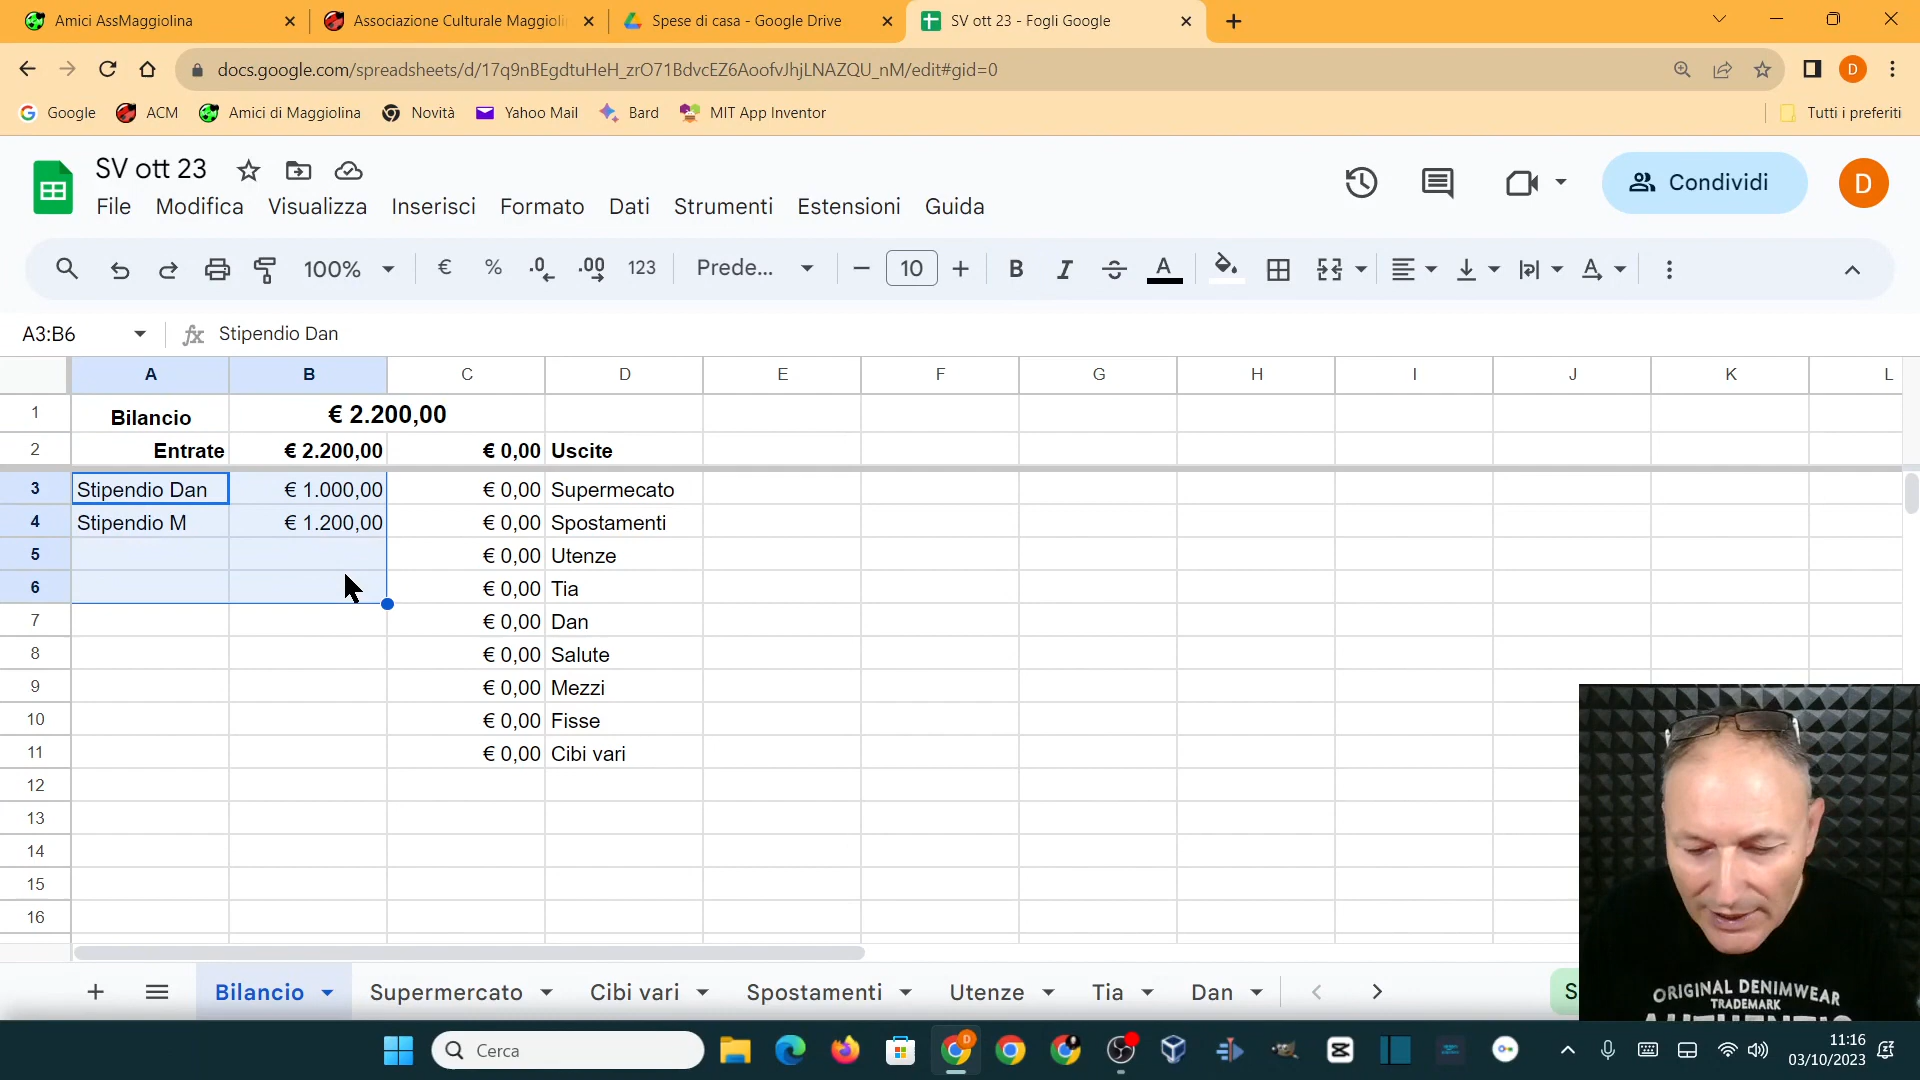 Amici AssMaggiolina
Associazione Culturale Maggiolin
Spese di casa - Google Drive
SV ott 23 - Fogli Google
docs.google.com/spreadsheets/d/17q9nBEgdtuHeH_zrO71BdvcEZ6AoofvJhjLNAZQU_nM/edit#gid=0
D
Google ACM Amici di Maggiolina Novità Yahoo Mail Bard MIT App Inventor Tutti i preferiti
SV ott 23
Condividi
D
File Modifica Visualizza Inserisci Formato Dati Strumenti Estensioni Guida
100% € % .0 .00 123 Prede... 10 B I A A
A3:B6 fx Stipendio Dan
A B C D E F G H I J K L
1 Bilancio € 2.200,00
2 Entrate € 2.200,00 € 0,00 Uscite
3 Stipendio Dan € 1.000,00 € 0,00 Supermecato
4 Stipendio M € 1.200,00 € 0,00 Spostamenti
5 € 0,00 Utenze
6 € 0,00 Tia
7 € 0,00 Dan
8 € 0,00 Salute
9 € 0,00 Mezzi
10 € 0,00 Fisse
11 € 0,00 Cibi vari
12
13
14
15
16
ORIGINAL DENIMWEAR
TRADEMARK
AUTHENTIC
Bilancio Supermercato Cibi vari Spostamenti Utenze Tia Dan S
Cerca
D
11:16
03/10/2023